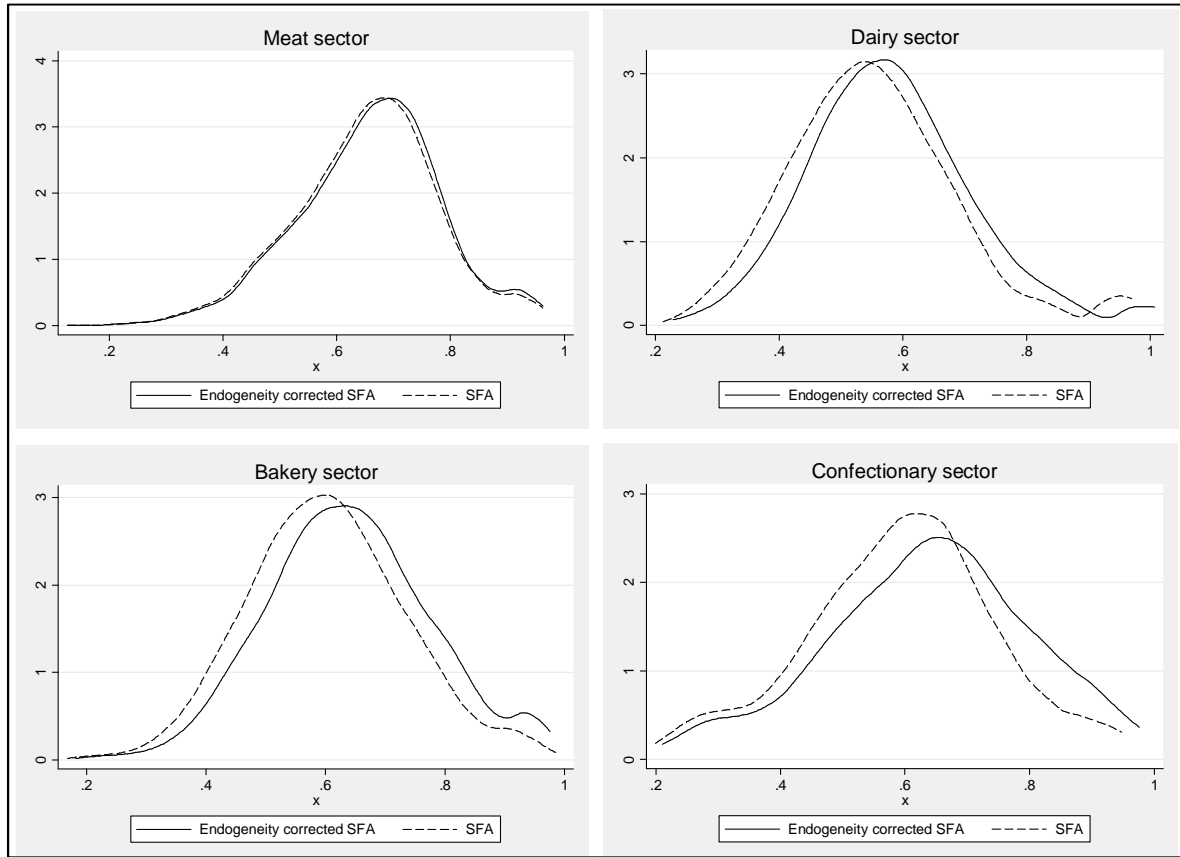 Meat sector
4
3
2
1
0
.2 .4 .6 .8 1
x
Endogeneity corrected SFA SFA
Dairy sector
3
2
1
0
.2 .4 .6 .8 1
x
Endogeneity corrected SFA SFA
Bakery sector
3
2
1
0
.2 .4 .6 .8 1
x
Endogeneity corrected SFA SFA
Confectionary sector
3
2
1
0
.2 .4 .6 .8 1
x
Endogeneity corrected SFA SFA